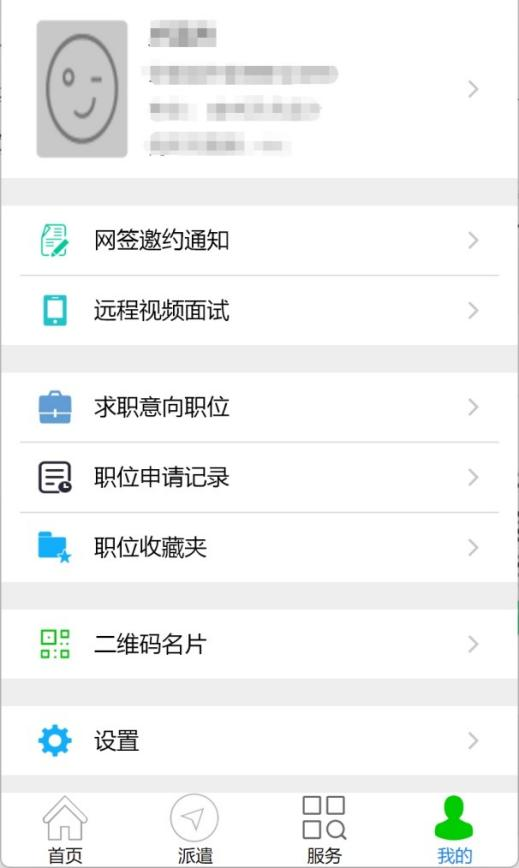 网签邀约通知
远程视频面试
求职意向职位
职位申请记录
职位收藏夹
二维码名片
设置
首页
派遣
服务
我的